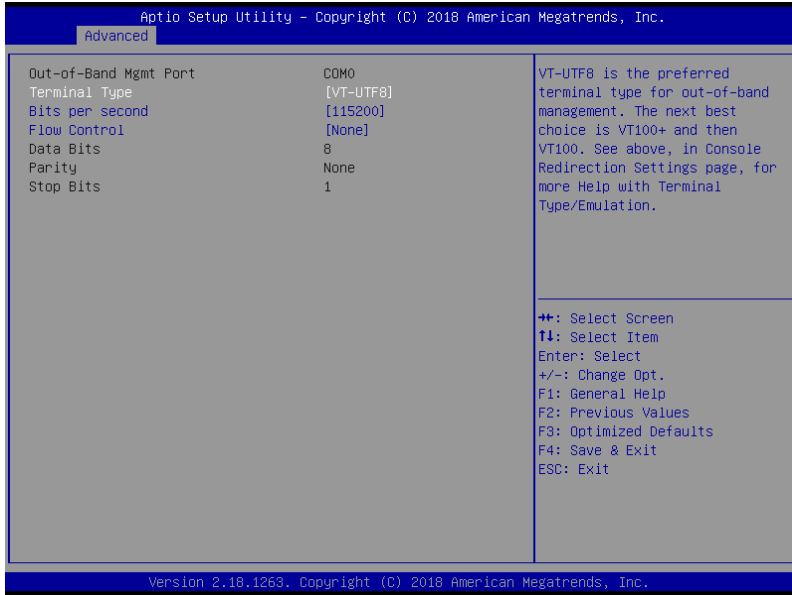 Aptio Setup Utility – Copyright (C) 2018 American Megatrends, Inc.
Advanced
Out-of-Band Mgmt Port COM0
Terminal Type [VT-UTF8]
Bits per second [115200]
Flow Control [None]
Data Bits 8
Parity None
Stop Bits 1
VT-UTF8 is the preferred
terminal type for out-of-band
management. The next best
choice is VT100+ and then
VT100. See above, in Console
Redirection Settings page, for
more Help with Terminal
Type/Emulation.
→←: Select Screen
↑↓: Select Item
Enter: Select
+/-: Change Opt.
F1: General Help
F2: Previous Values
F3: Optimized Defaults
F4: Save & Exit
ESC: Exit
Version 2.18.1263. Copyright (C) 2018 American Megatrends, Inc.